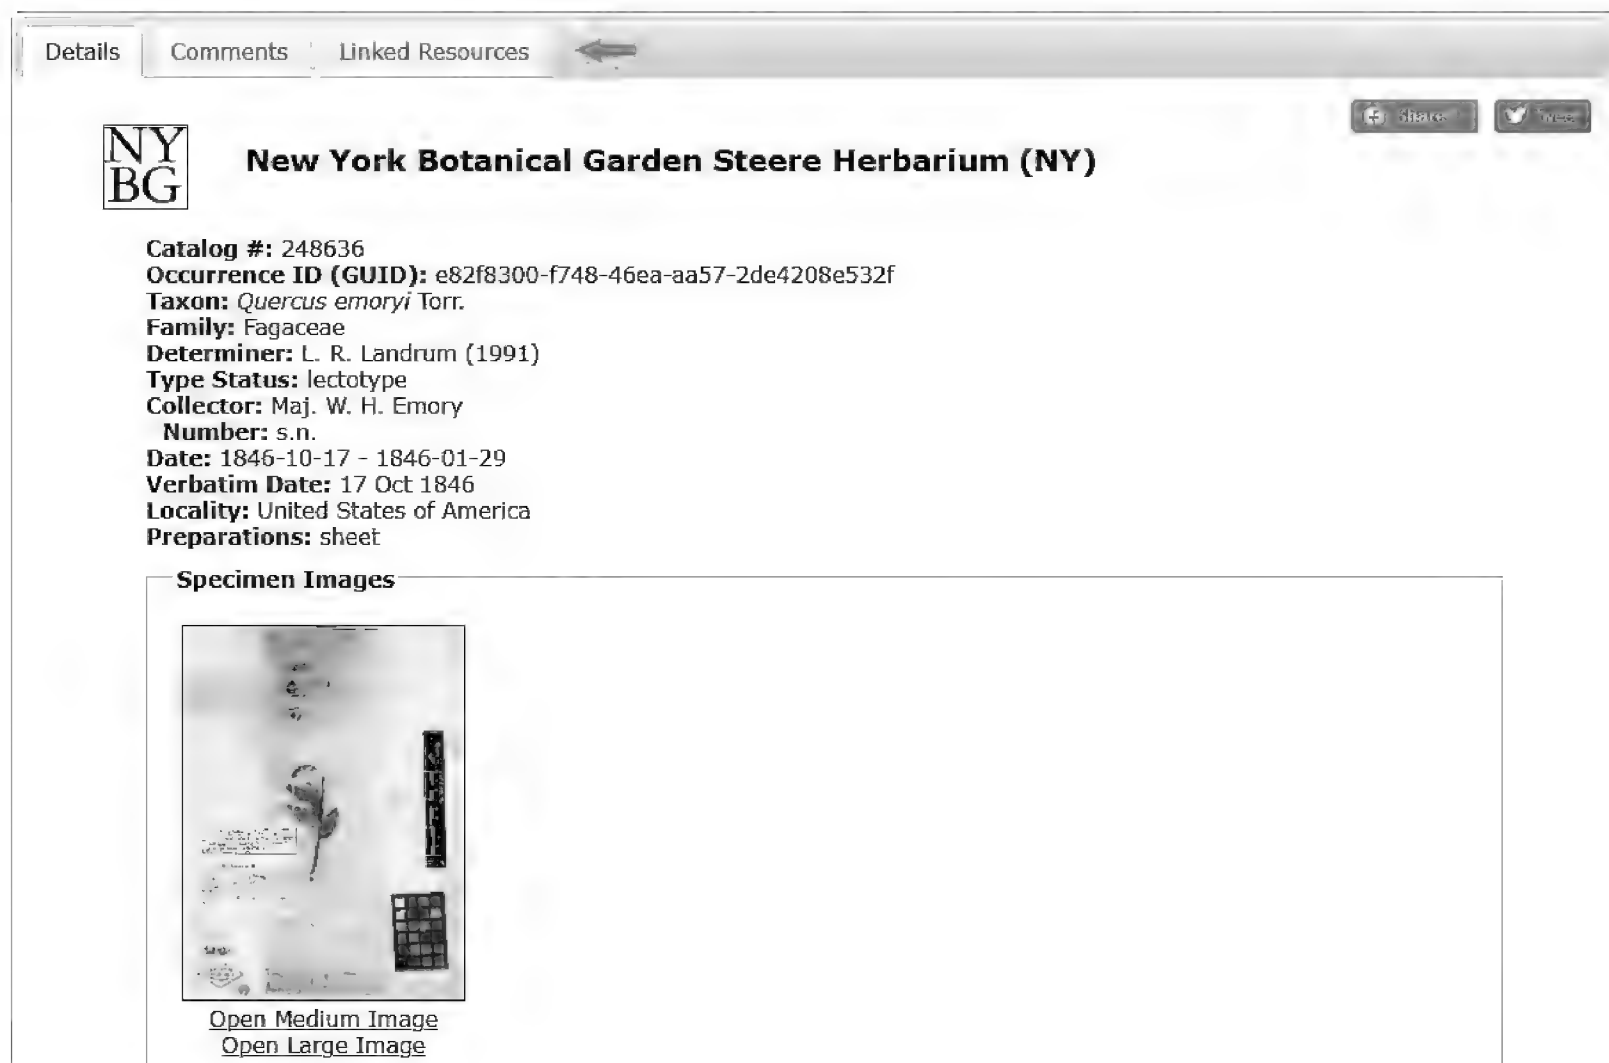 Details Comments Linked Resources
Share
NY
BG
New York Botanical Garden Steere Herbarium (NY)
Catalog #: 248636
Occurrence ID (GUID): e82f8300-f748-46ea-aa57-2de4208e532f
Taxon: Quercus emoryi Torr.
Family: Fagaceae
Determiner: L. R. Landrum (1991)
Type Status: lectotype
Collector: Maj. W. H. Emory
Number: s.n.
Date: 1846-10-17 - 1846-01-29
Verbatim Date: 17 Oct 1846
Locality: United States of America
Preparations: sheet
Specimen Images
Open Medium Image
Open Large Image